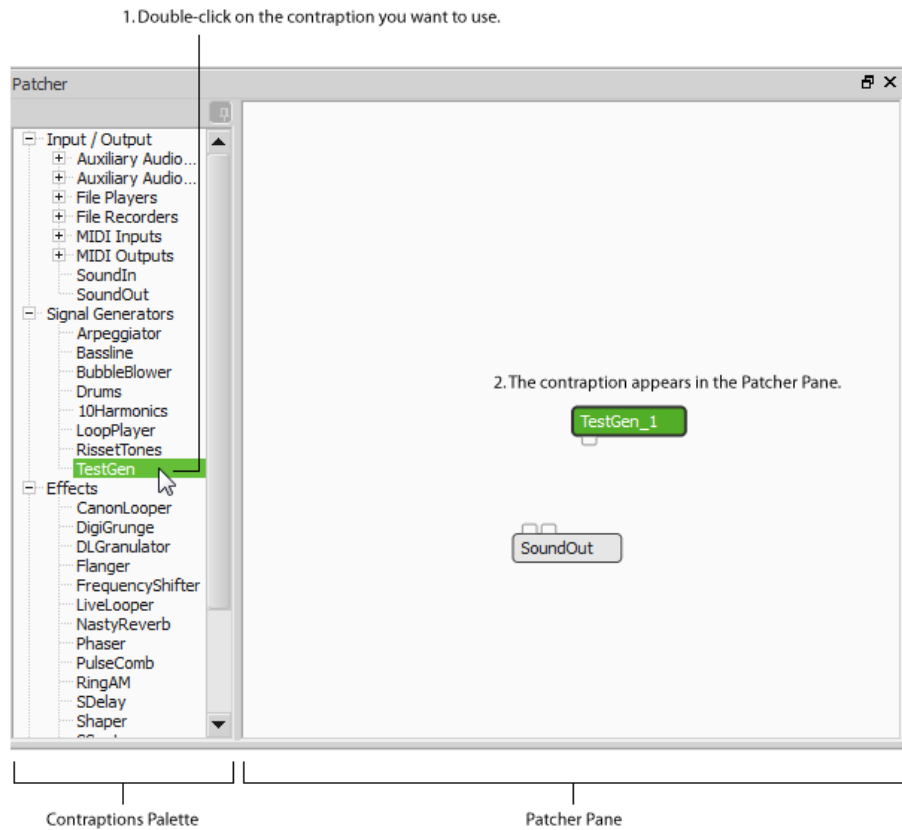 1. Double-click on the contraption you want to use.
Patcher
Input / Output
Auxiliary Audio...
Auxiliary Audio...
File Players
File Recorders
MIDI Inputs
MIDI Outputs
SoundIn
SoundOut
Signal Generators
Arpeggiator
Bassline
BubbleBlower
Drums
10Harmonics
LoopPlayer
RissetTones
TestGen
Effects
CanonLooper
DigiGrunge
DLGranulator
Flanger
FrequencyShifter
LiveLooper
NastyReverb
Phaser
PulseComb
RingAM
SDelay
Shaper
2. The contraption appears in the Patcher Pane.
TestGen_1
SoundOut
Contraptions Palette
Patcher Pane